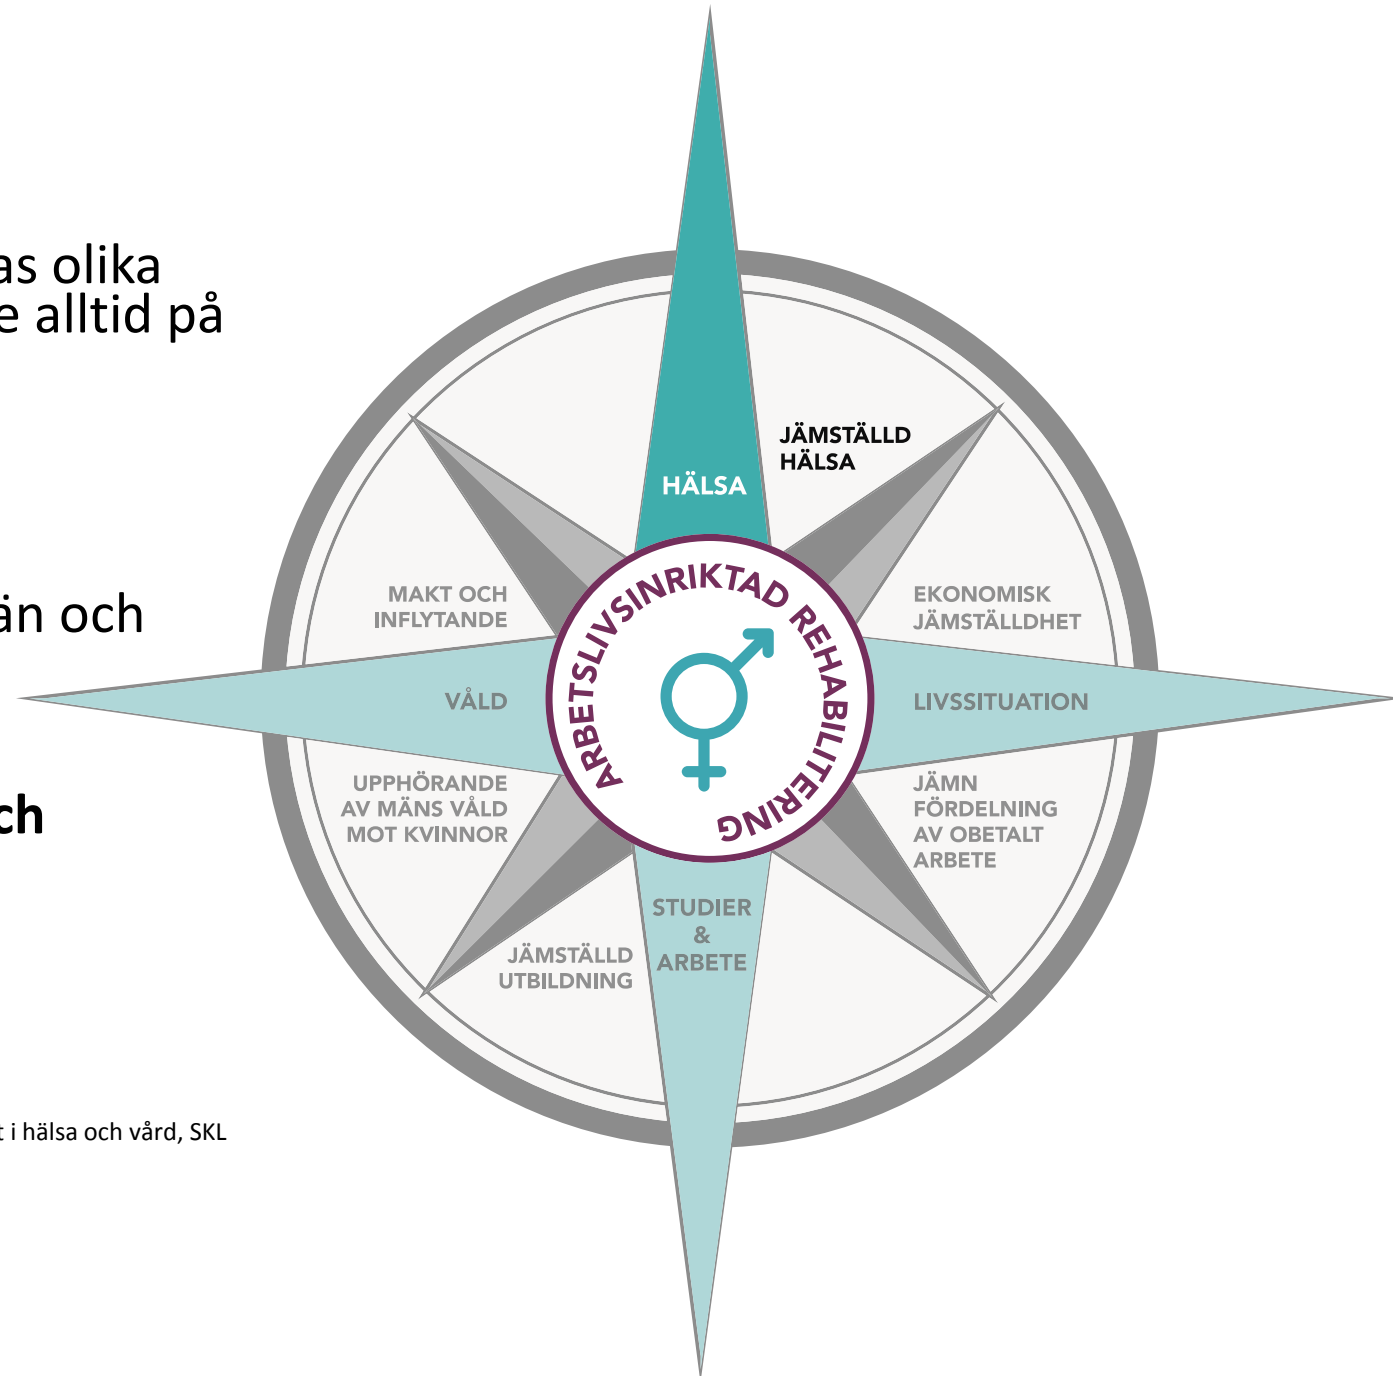 as olika
e alltid på
än och
ch
t i hälsa och vård, SKL
HÄLSA
JÄMSTÄLLD
HÄLSA
MAKT OCH
INFLYTANDE
EKONOMISK
JÄMSTÄLLDHET
VÅLD
ARBETSLIVSINRIKTAD REHABILITERING
LIVSSITUATION
UPPHÖRANDE
AV MÄNS VÅLD
MOT KVINNOR
JÄMN
FÖRDELNING
AV OBETALT
ARBETE
STUDIER
&
ARBETE
JÄMSTÄLLD
UTBILDNING